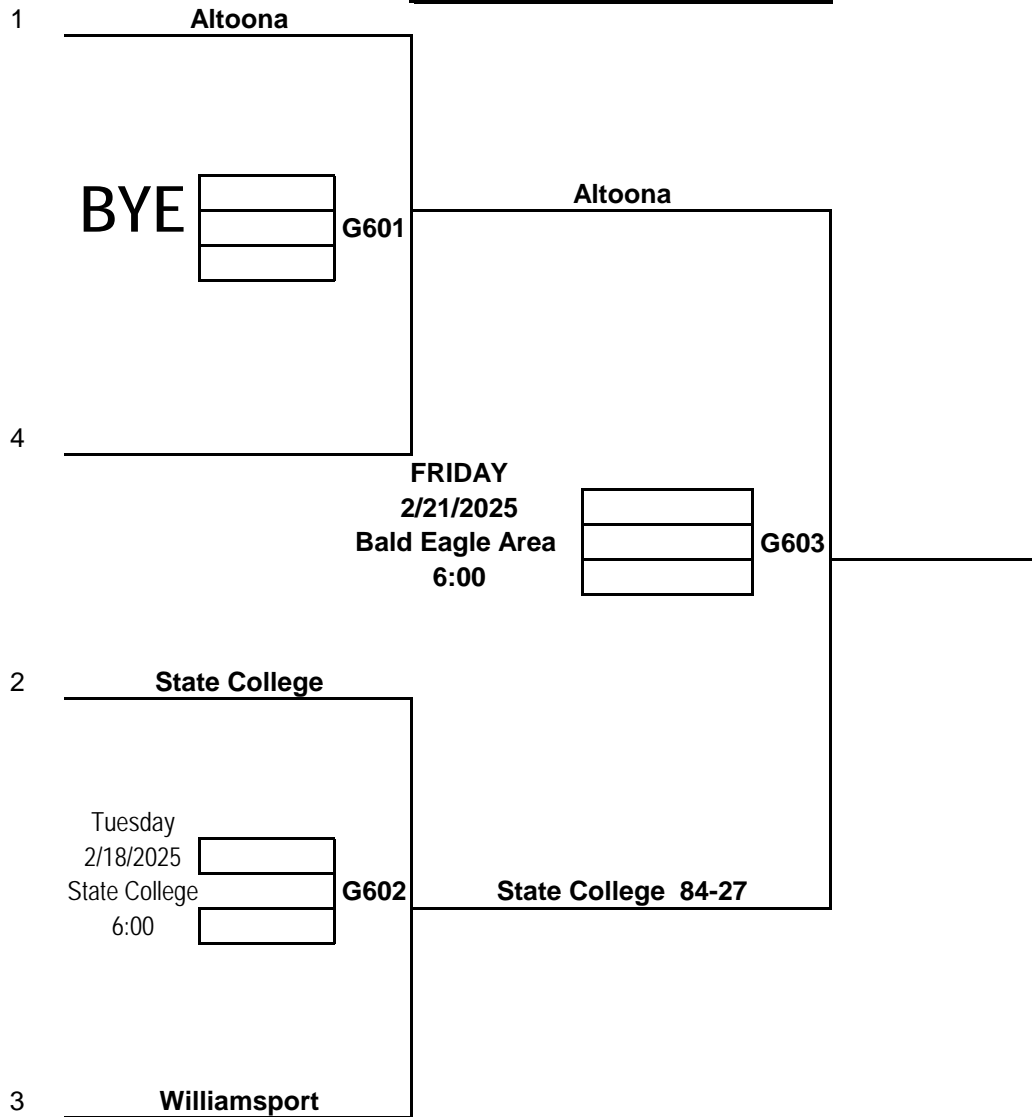 1 Altoona
BYE
G601
Altoona
4
FRIDAY
2/21/2025
Bald Eagle Area
6:00
G603
2 State College
Tuesday
2/18/2025
State College
6:00
G602
State College 84-27
3 Williamsport